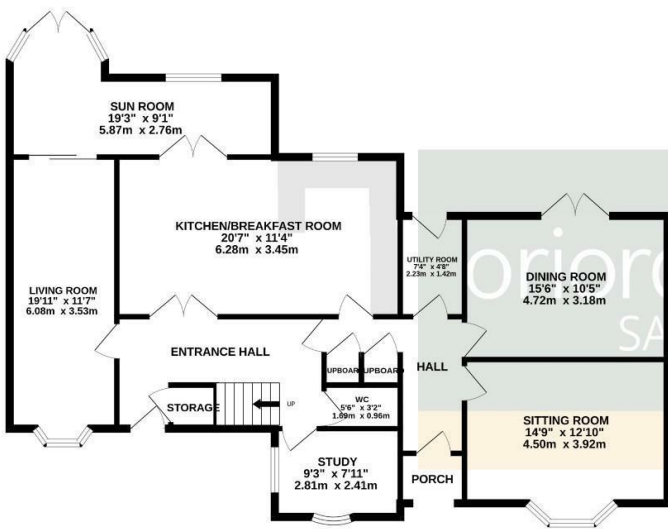 SUN ROOM
19'3" x 9'1"
5.87m x 2.76m
KITCHEN/BREAKFAST ROOM
20'7" x 11'4"
6.28m x 3.45m
UTILITY ROOM
7'4" x 4'8"
2.23m x 1.42m
DINING ROOM
15'6" x 10'5"
4.72m x 3.18m
SA
LIVING ROOM
19'11" x 11'7"
6.08m x 3.53m
ENTRANCE HALL
UPBOAR
UPBOARD
HALL
STORAGE
UP
WC
5'6" x 3'2"
1.69m x 0.96m
SITTING ROOM
14'9" x 12'10"
4.50m x 3.92m
STUDY
9'3" x 7'11"
2.81m x 2.41m
PORCH